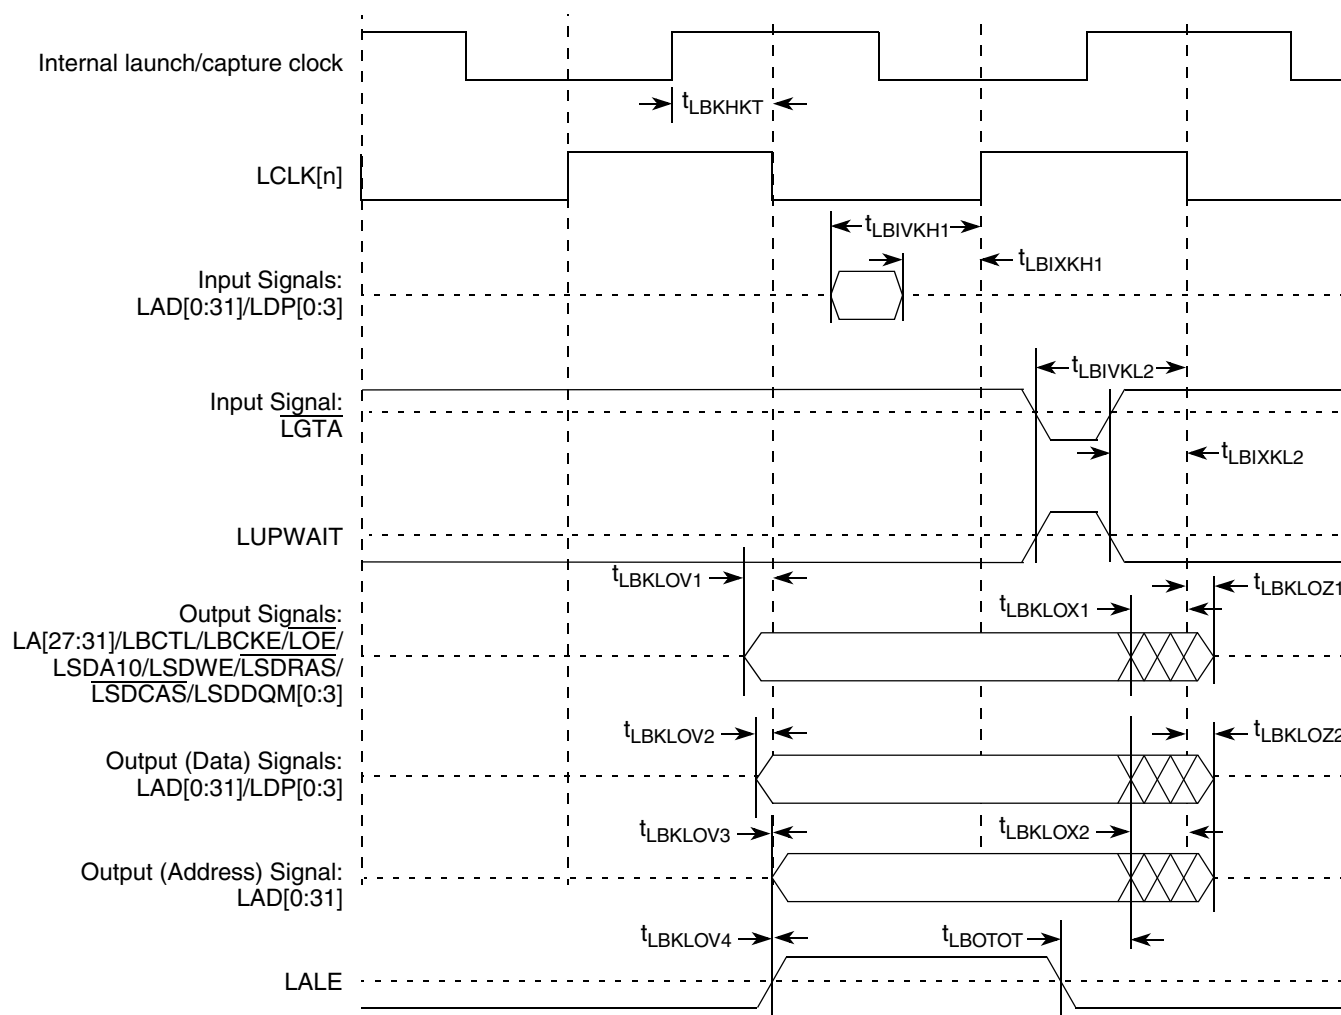 Internal launch/capture clock
tLBKHKT
LCLK[n]
tLBIVKH1
tLBIXKH1
Input Signals:
LAD[0:31]/LDP[0:3]
tLBIVKL2
Input Signal:
LGTA
tLBIXKL2
LUPWAIT
tLBKLOV1
tLBKLOZ1
tLBKLOX1
Output Signals:
LA[27:31]/LBCTL/LBCKE/LOE/
LSDA10/LSDWE/LSDRAS/
LSDCAS/LSDDQM[0:3]
tLBKLOV2
tLBKLOZ2
Output (Data) Signals:
LAD[0:31]/LDP[0:3]
tLBKLOV3
tLBKLOX2
Output (Address) Signal:
LAD[0:31]
tLBKLOV4
tLBOTOT
LALE